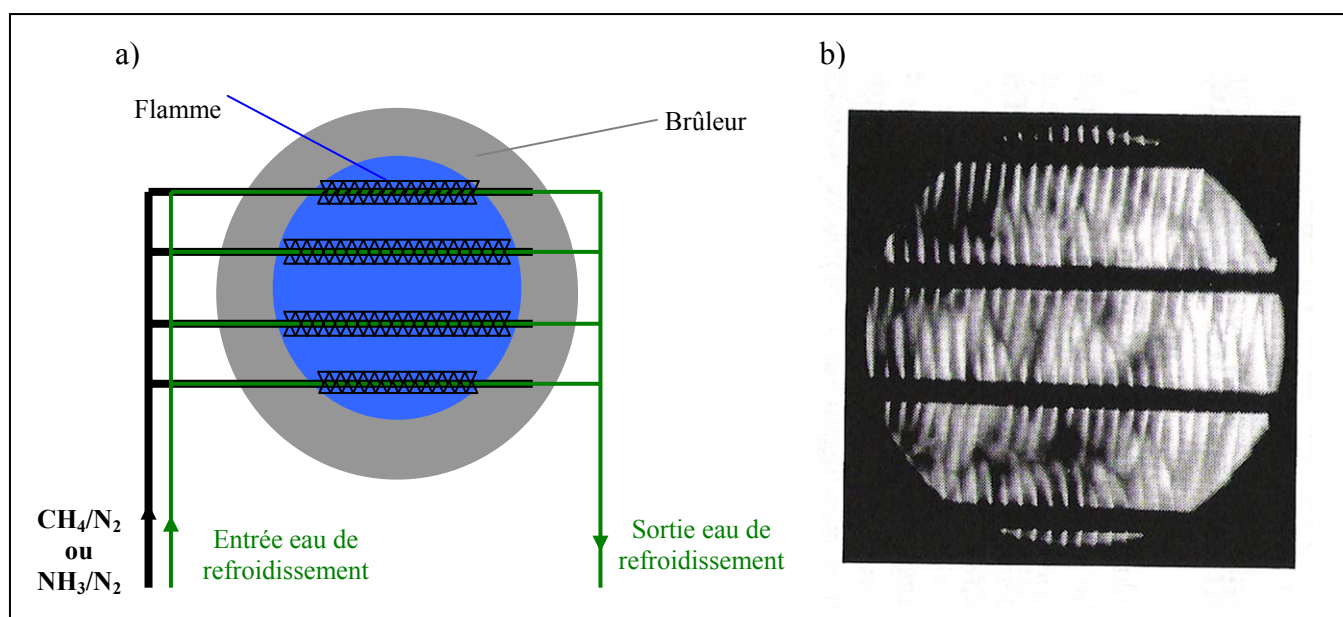 a)
b)
Flamme
Brûleur
CH₄/N₂
ou
NH₃/N₂
Entrée eau de
refroidissement
Sortie eau de
refroidissement